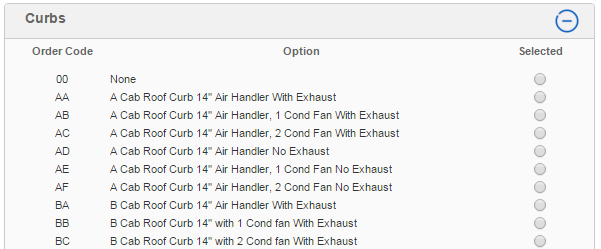 Curbs
Order Code Option Selected
00 None
AA A Cab Roof Curb 14" Air Handler With Exhaust
AB A Cab Roof Curb 14" Air Handler, 1 Cond Fan With Exhaust
AC A Cab Roof Curb 14" Air Handler, 2 Cond Fan With Exhaust
AD A Cab Roof Curb 14" Air Handler No Exhaust
AE A Cab Roof Curb 14" Air Handler, 1 Cond Fan No Exhaust
AF A Cab Roof Curb 14" Air Handler, 2 Cond Fan No Exhaust
BA B Cab Roof Curb 14" Air Handler With Exhaust
BB B Cab Roof Curb 14" with 1 Cond fan With Exhaust
BC B Cab Roof Curb 14" with 2 Cond fan With Exhaust